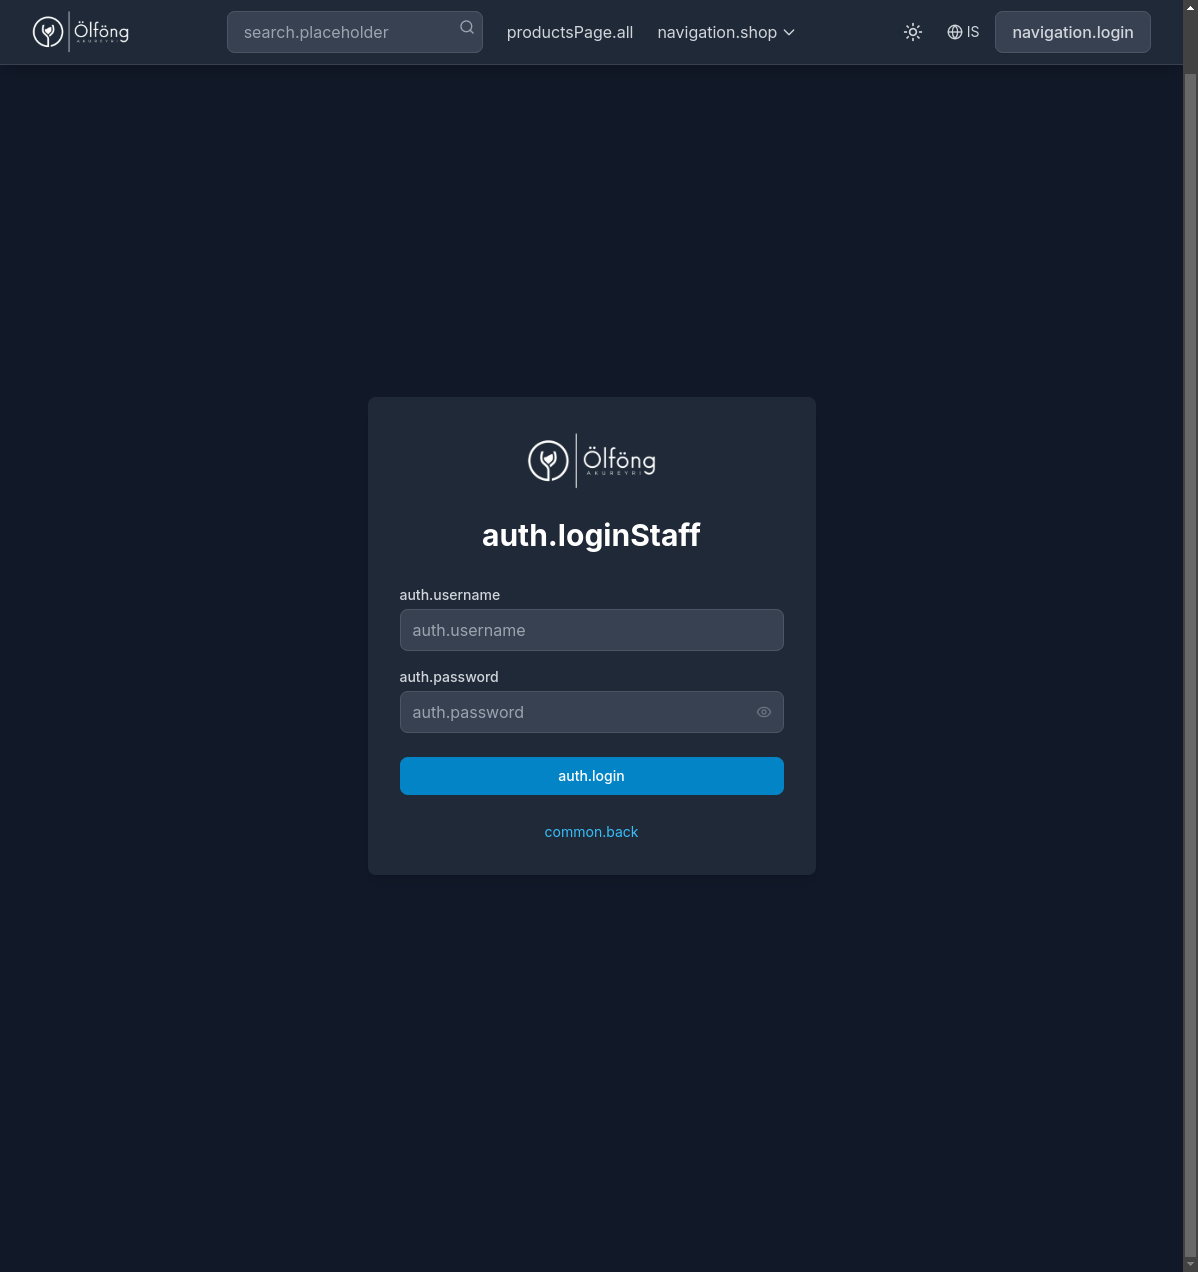 Ölföng
AKUREYRI
search.placeholder
productsPage.all
navigation.shop
IS
navigation.login
Ölföng
AKUREYRI
auth.loginStaff
auth.username
auth.username
auth.password
auth.password
auth.login
common.back